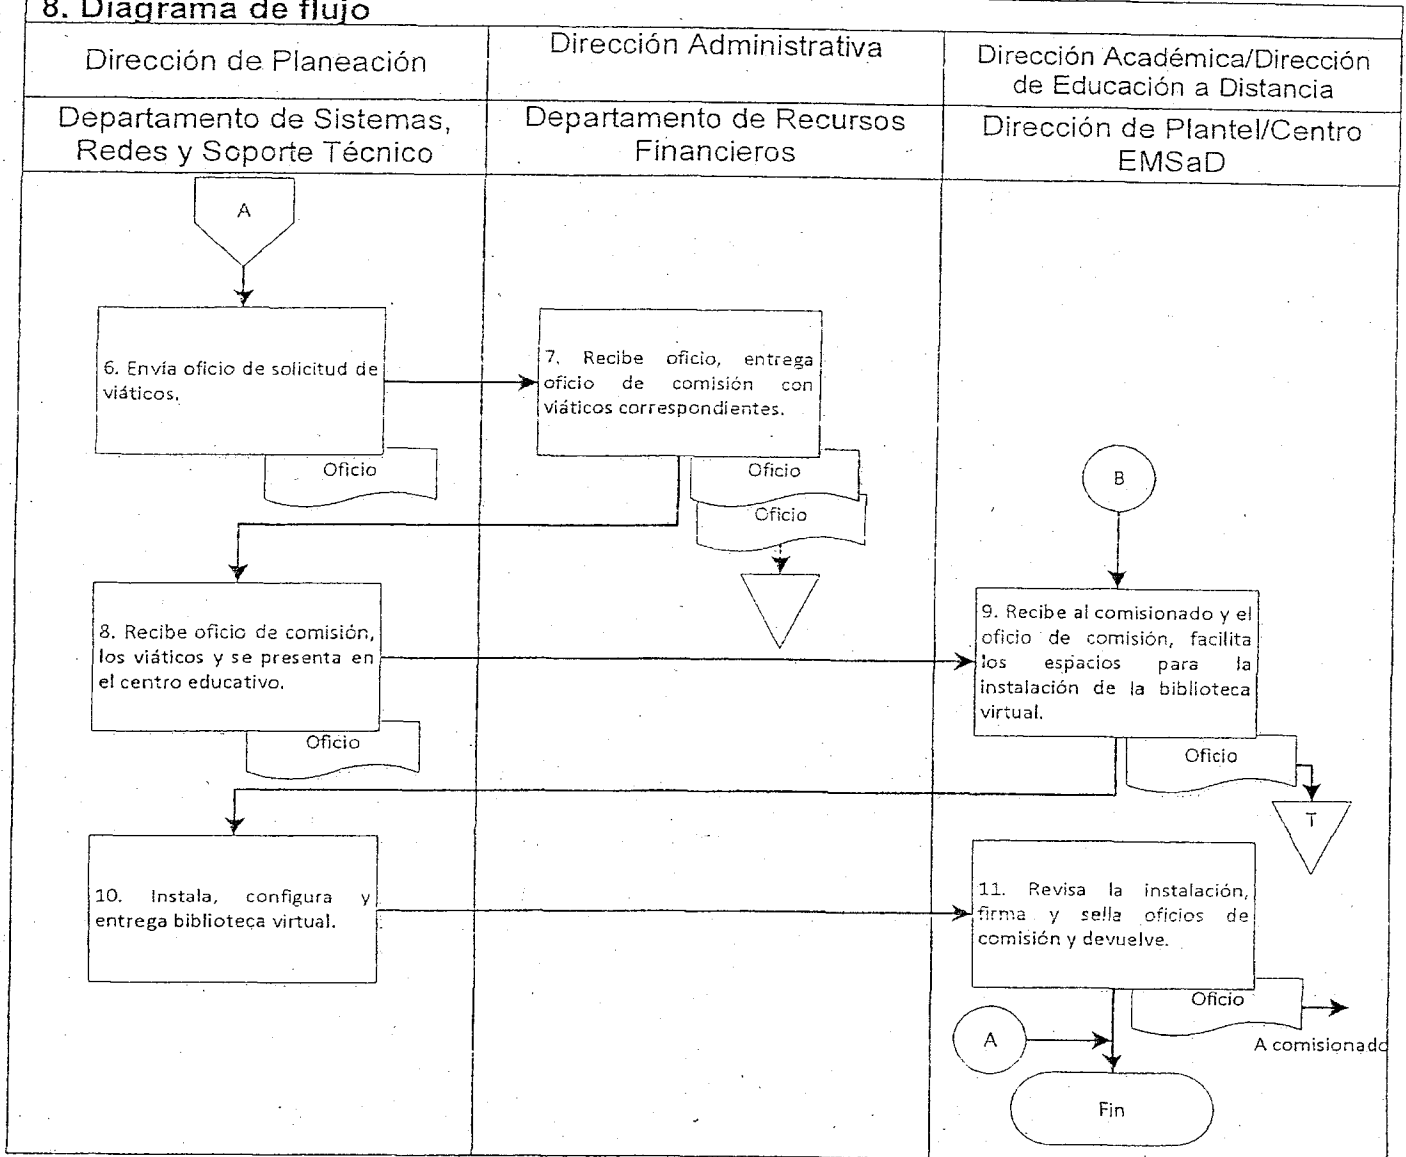 8. Diagrama de flujo
Dirección de Planeación
Dirección Administrativa
Dirección Académica/Dirección
de Educación a Distancia
Departamento de Sistemas,
Redes y Soporte Técnico
Departamento de Recursos
Financieros
Dirección de Plantel/Centro
EMSaD
A
6. Envía oficio de solicitud de
viáticos.
Oficio
7. Recibe oficio, entrega
oficio de comisión con
viáticos correspondientes.
Oficio
Oficio
B
8. Recibe oficio de comisión,
los viáticos y se presenta en
el centro educativo.
Oficio
9. Recibe al comisionado y el
oficio de comisión, facilita
los espacios para la
instalación de la biblioteca
virtual.
Oficio
T
10. Instala, configura y
entrega biblioteca virtual.
11. Revisa la instalación,
firma y sella oficios de
comisión y devuelve.
Oficio
A comisionado
A
Fin